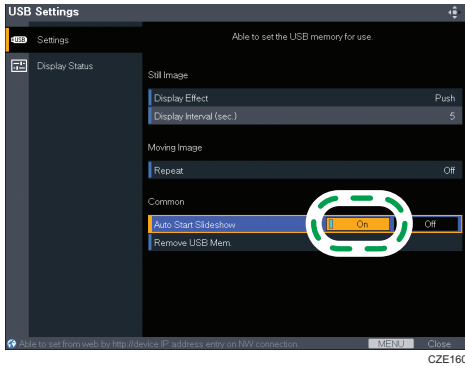 USB Settings
USB Settings
Able to set the USB memory for use.
Display Status
Still Image
Display Effect Push
Display Interval (sec.) 5
Moving Image
Repeat Off
Common
Auto Start Slideshow On Off
Remove USB Mem.
Able to set from web by http://device IP address entry on NW connection. MENU Close
CZE160